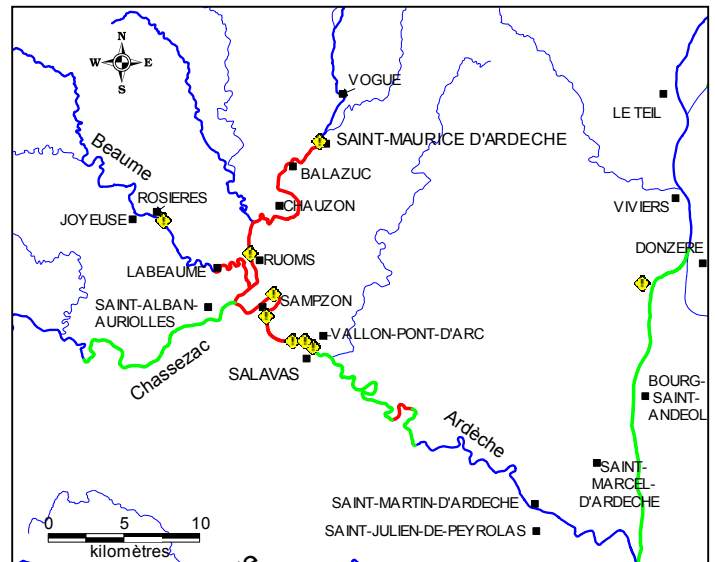 N
W E
S
VOGUE
LE TEIL
SAINT-MAURICE D'ARDECHE
Beaume
BALAZUC
ROSIERES
CHAUZON
VIVIERS
JOYEUSE
DONZERE
RUOMS
LABEAUME
SAINT-ALBAN-
AURIOLLES
SAMPZON
VALLON-PONT-D'ARC
Chassezac
SALAVAS
BOURG-
SAINT-
ANDEOL
Ardèche
SAINT-
MARCEL-
D'ARDECHE
SAINT-MARTIN-D'ARDECHE
SAINT-JULIEN-DE-PEYROLAS
0 5 10
kilomètres